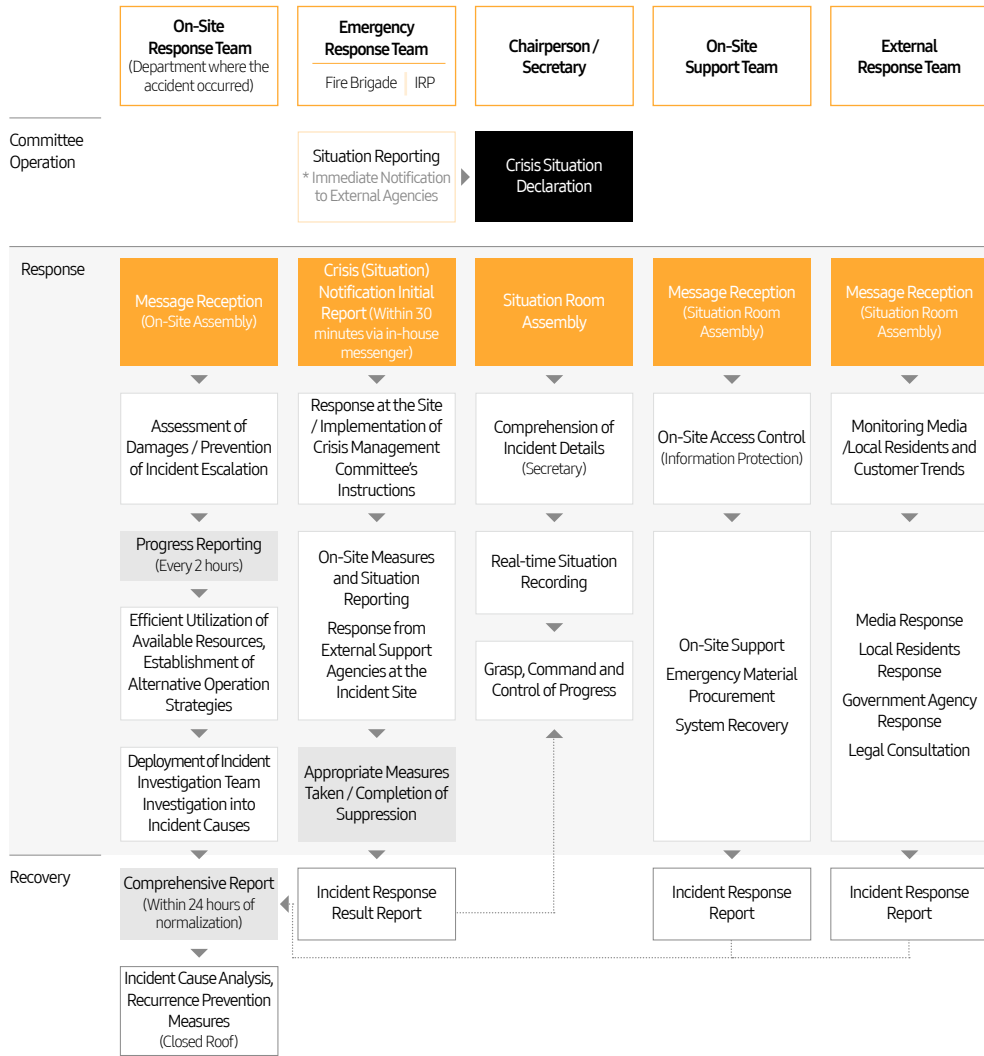 On-Site
Response Team
(Department where the
accident occurred)
Emergency
Response Team
Fire Brigade | IRP
Chairperson /
Secretary
On-Site
Support Team
External
Response Team
Committee
Operation
Situation Reporting
* Immediate Notification
to External Agencies
Crisis Situation
Declaration
Response
Message Reception
(On-Site Assembly)
Crisis (Situation)
Notification Initial
Report (Within 30
minutes via in-house
messenger)
Situation Room
Assembly
Message Reception
(Situation Room
Assembly)
Message Reception
(Situation Room
Assembly)
Assessment of
Damages / Prevention
of Incident Escalation
Response at the Site
/ Implementation of
Crisis Management
Committee's
Instructions
Comprehension of
Incident Details
(Secretary)
On-Site Access Control
(Information Protection)
Monitoring Media
/Local Residents and
Customer Trends
Progress Reporting
(Every 2 hours)
Efficient Utilization of
Available Resources,
Establishment of
Alternative Operation
Strategies
Deployment of Incident
Investigation Team
Investigation into
Incident Causes
On-Site Measures
and Situation
Reporting
Response from
External Support
Agencies at the
Incident Site
Appropriate Measures
Taken / Completion of
Suppression
Real-time Situation
Recording
Grasp, Command and
Control of Progress
On-Site Support
Emergency Material
Procurement
System Recovery
Media Response
Local Residents
Response
Government Agency
Response
Legal Consultation
Recovery
Comprehensive Report
(Within 24 hours of
normalization)
Incident Response
Result Report
Incident Response
Report
Incident Response
Report
Incident Cause Analysis,
Recurrence Prevention
Measures
(Closed Roof)